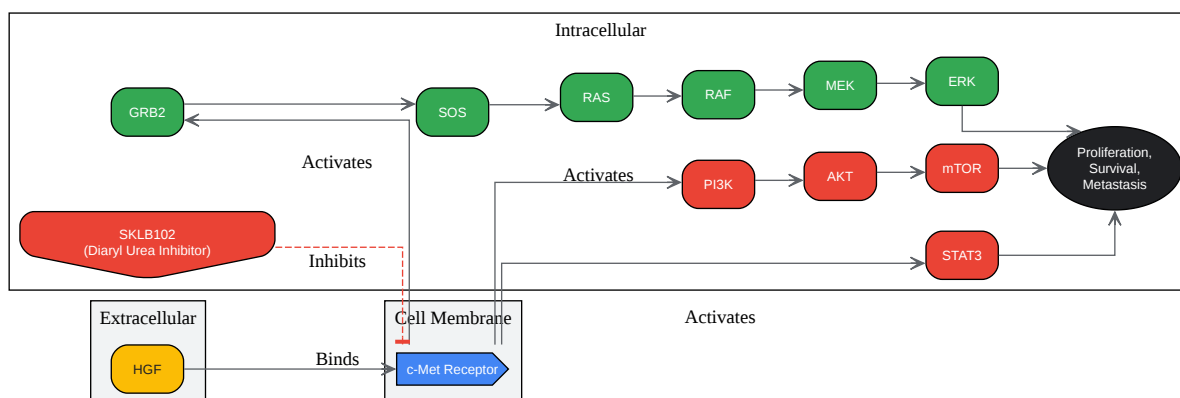 Intracellular
GRB2
SOS
RAS
RAF
MEK
ERK
Activates
Activates
PI3K
AKT
mTOR
Proliferation,
Survival,
Metastasis
SKLB102
(Diaryl Urea Inhibitor)
Inhibits
STAT3
Extracellular
Cell Membrane
Activates
HGF
Binds
c-Met Receptor